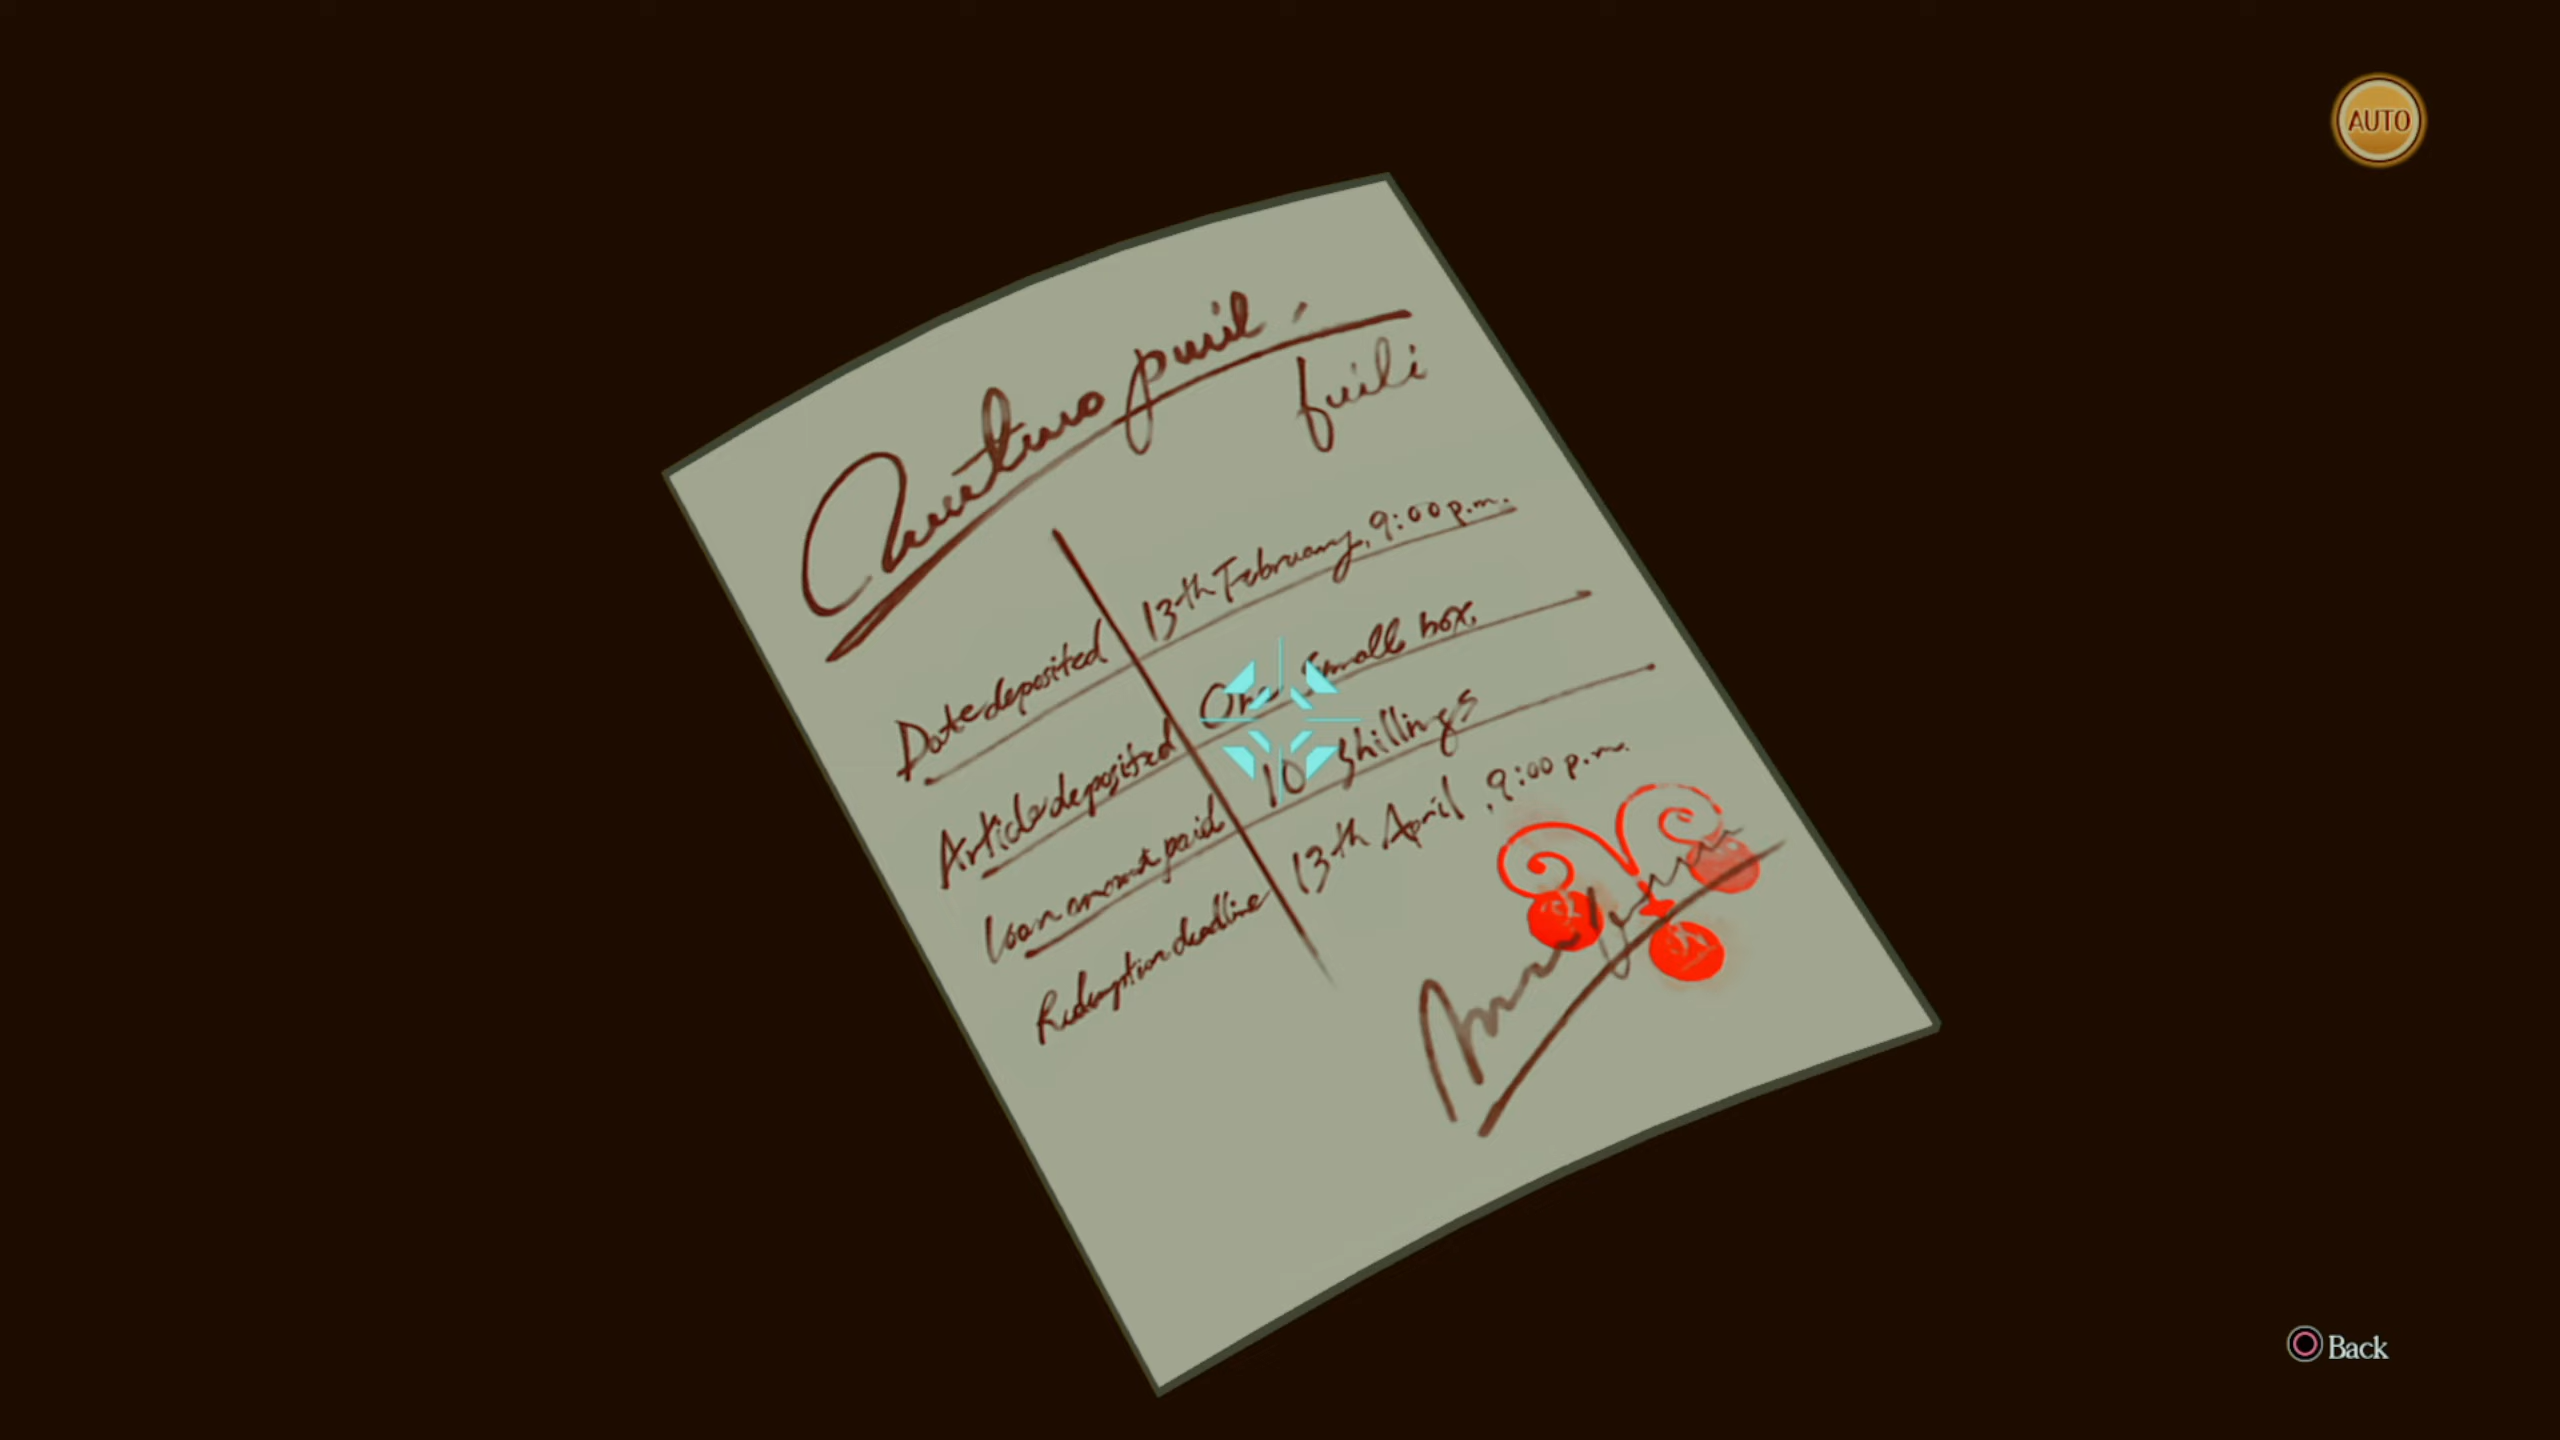 AUTO
Date deposited 13th February, 9:00 p.m.
Article deposited One small box
Loan amount paid 10 shillings
Redemption deadline 13th April, 9:00 p.m.
Back